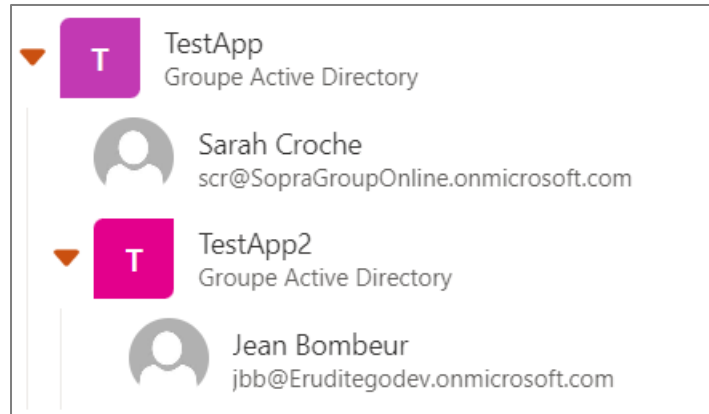 T
TestApp
Groupe Active Directory
Sarah Croche
scr@SopraGroupOnline.onmicrosoft.com
T
TestApp2
Groupe Active Directory
Jean Bombeur
jbb@Eruditegodev.onmicrosoft.com